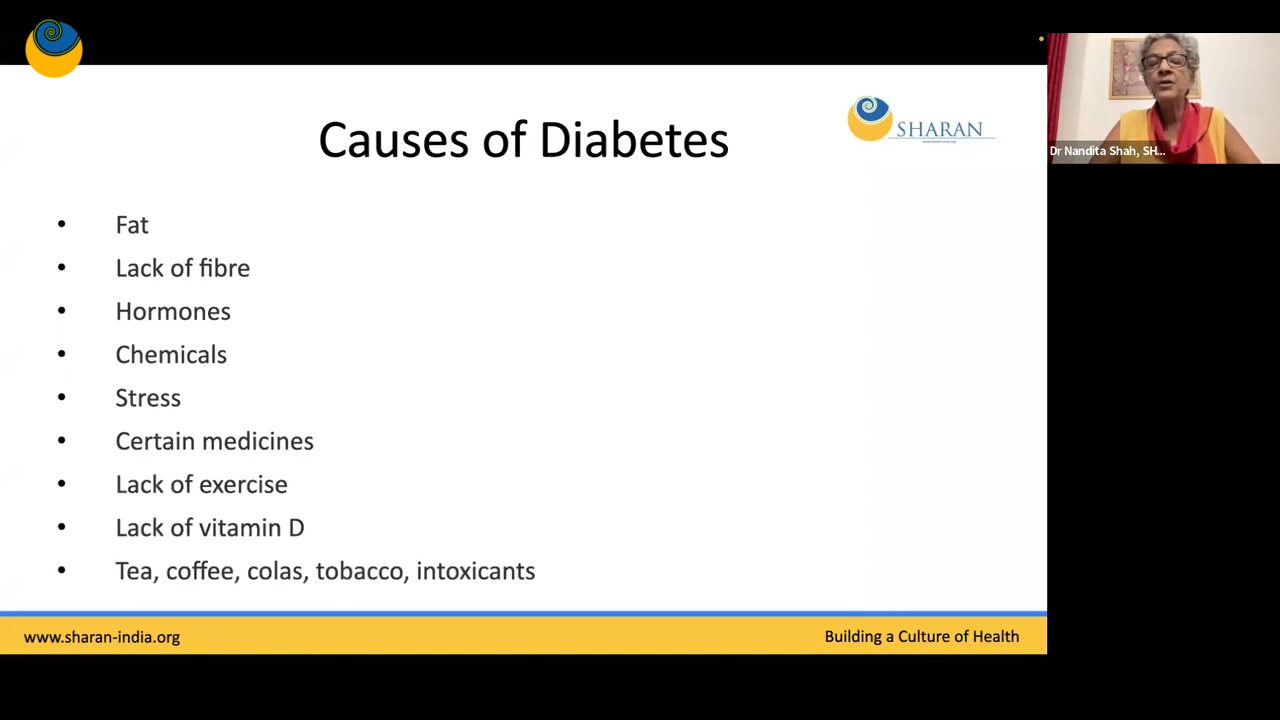 Causes of Diabetes
SHARAN
• Fat
• Lack of fibre
• Hormones
• Chemicals
• Stress
• Certain medicines
• Lack of exercise
• Lack of vitamin D
• Tea, coffee, colas, tobacco, intoxicants
www.sharan-india.org
Building a Culture of Health
Dr Nandita Shah, SH...